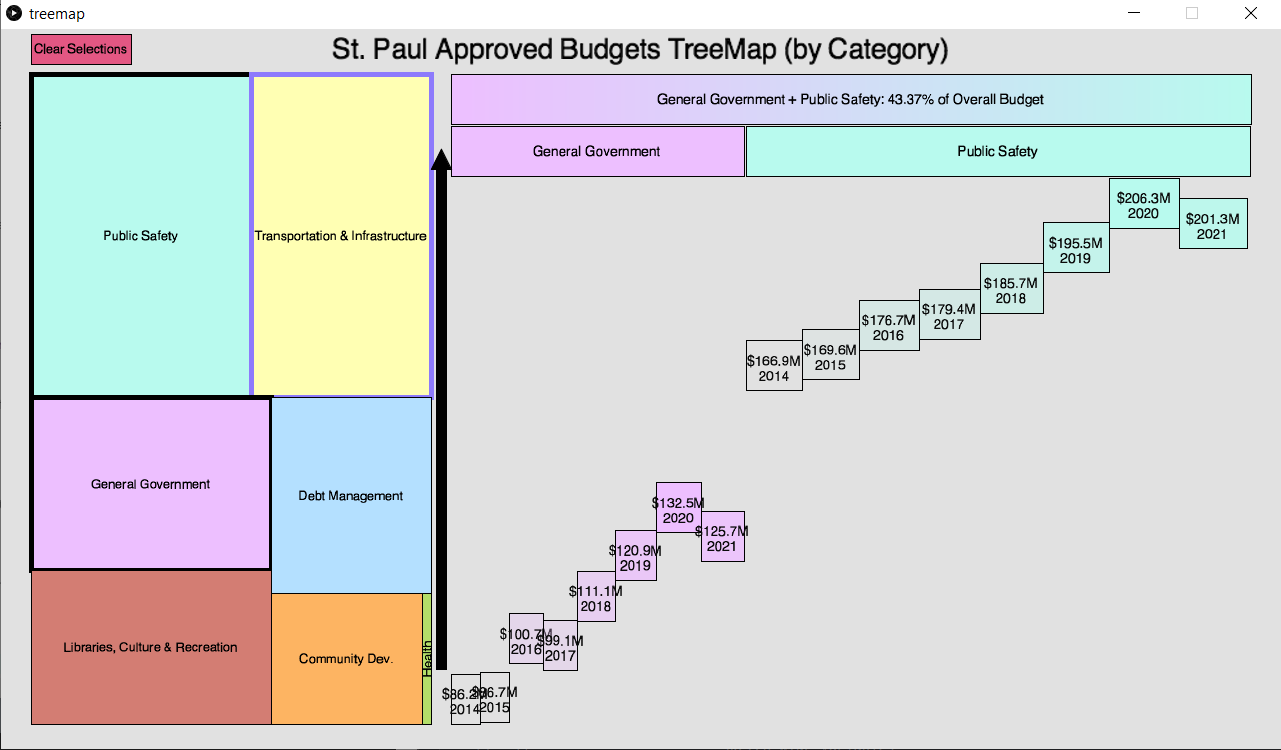 treemap
Clear Selections
St. Paul Approved Budgets TreeMap (by Category)
Public Safety
Transportation & Infrastructure
General Government
Debt Management
Libraries, Culture & Recreation
Community Dev.
Health
General Government + Public Safety: 43.37% of Overall Budget
General Government
Public Safety
$86.2M
2014
$96.7M
2015
$100.7M
2016
$99.1M
2017
$111.1M
2018
$120.9M
2019
$132.5M
2020
$125.7M
2021
$166.9M
2014
$169.6M
2015
$176.7M
2016
$179.4M
2017
$185.7M
2018
$195.5M
2019
$206.3M
2020
$201.3M
2021